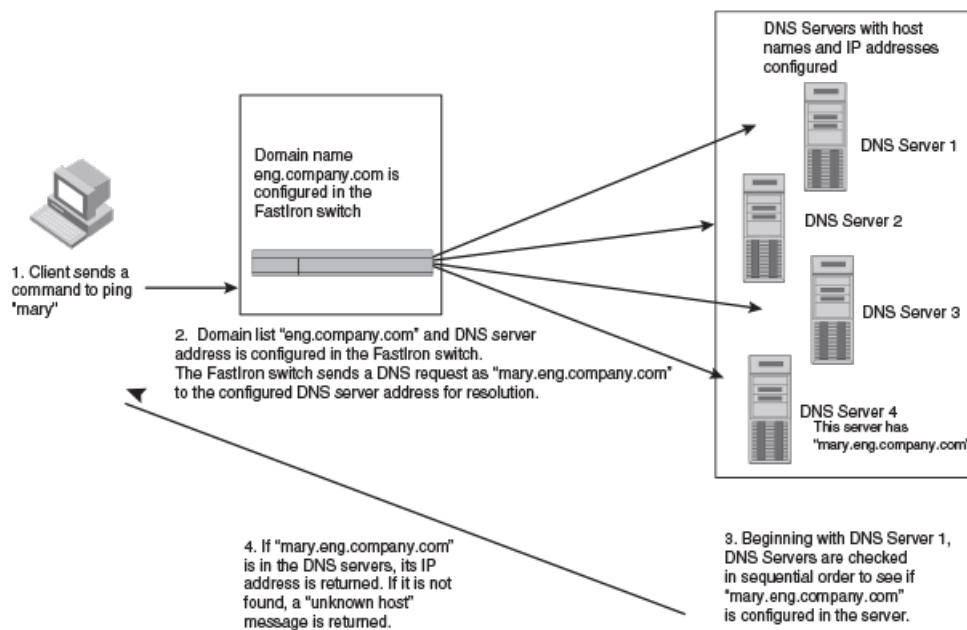 DNS Servers with host
names and IP addresses
configured
DNS Server 1
Domain name
eng.company.com is
configured in the
FastIron switch
DNS Server 2
1. Client sends a
command to ping
"mary"
DNS Server 3
2. Domain list "eng.company.com" and DNS server
address is configured in the FastIron switch.
The FastIron switch sends a DNS request as "mary.eng.company.com"
to the configured DNS server address for resolution.
DNS Server 4
This server has
"mary.eng.company.com"
4. If "mary.eng.company.com"
is in the DNS servers, its IP
address is returned. If it is not
found, a "unknown host"
message is returned.
3. Beginning with DNS Server 1,
DNS Servers are checked
in sequential order to see if
"mary.eng.company.com"
is configured in the server.